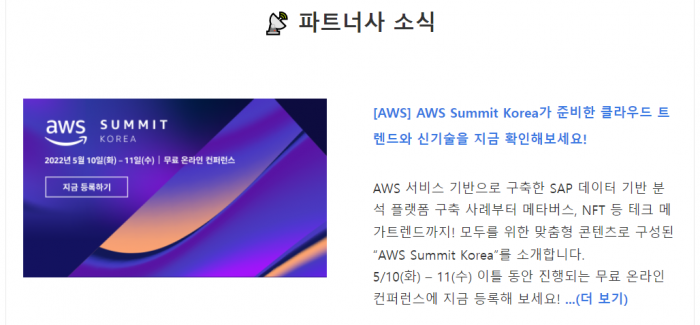 파트너사 소식
aws SUMMIT
KOREA
2022년 5월 10일(화) – 11일(수) | 무료 온라인 컨퍼런스
지금 등록하기
[AWS] AWS Summit Korea가 준비한 클라우드 트
렌드와 신기술을 지금 확인해보세요!
AWS 서비스 기반으로 구축한 SAP 데이터 기반 분
석 플랫폼 구축 사례부터 메타버스, NFT 등 테크 메
가트렌드까지! 모두를 위한 맞춤형 콘텐츠로 구성된
“AWS Summit Korea”를 소개합니다.
5/10(화) – 11(수) 이틀 동안 진행되는 무료 온라인
컨퍼런스에 지금 등록해 보세요! ...(더 보기)